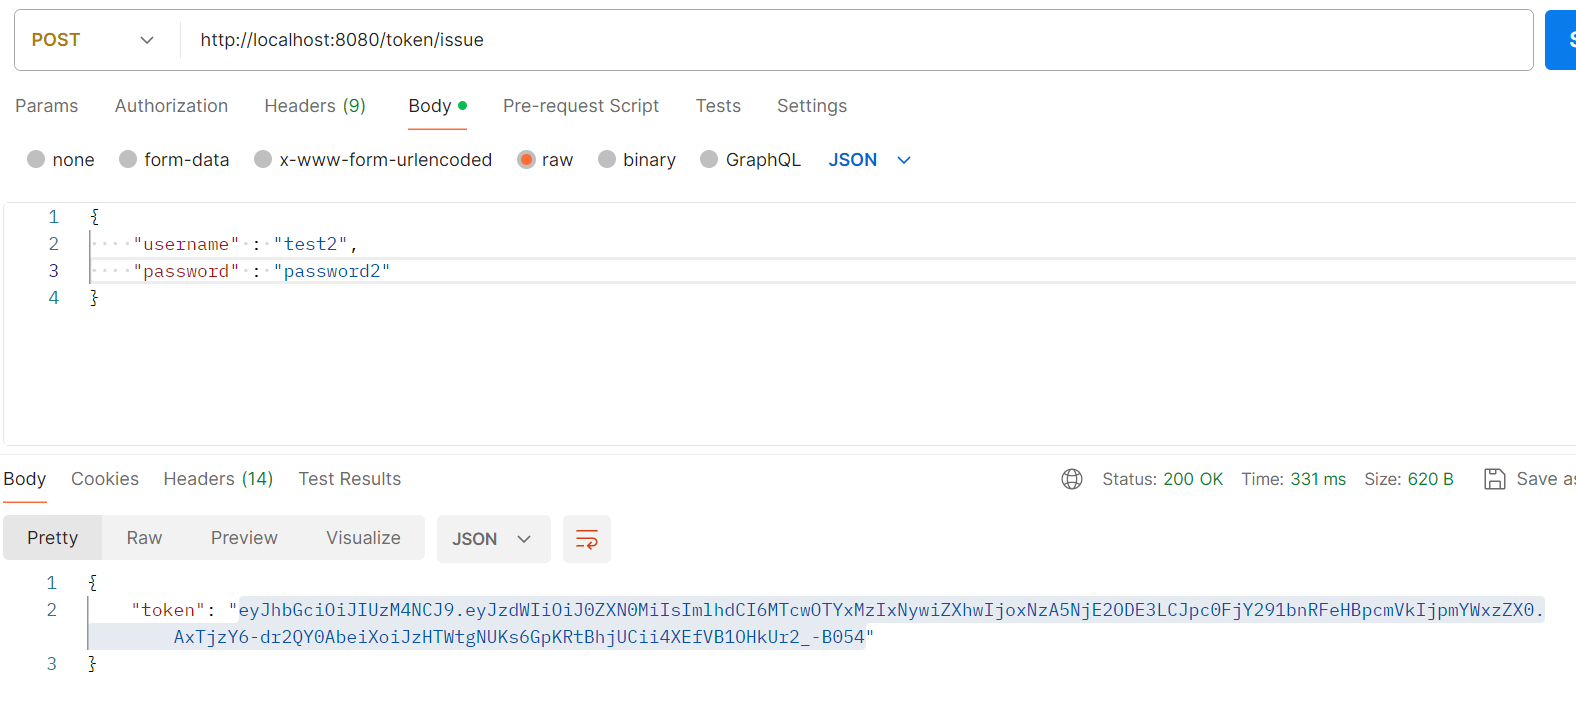 POST http://localhost:8080/token/issue S
Params Authorization Headers (9) Body Pre-request Script Tests Settings
none form-data x-www-form-urlencoded raw binary GraphQL JSON
1 {
2 ····"username"·:·"test2",
3 ····"password"·:·"password2"
4 }
Body Cookies Headers (14) Test Results Status: 200 OK Time: 331 ms Size: 620 B Save as
Pretty Raw Preview Visualize JSON
1 {
2 "token": "eyJhbGciOiJIUzM4NCJ9.eyJzdWIiOiJ0ZXN0MiIsImlhdCI6MTcwOTYxMzIxNywiZXhwIjoxNzA5NjE2ODE3LCJpc0FjY291bnRFeHBpcmVkIjpmYWxzZX0.
AxTjzY6-dr2QY0AbeiXoiJzHTWtgNUKs6GpKRtBhjUCii4XEfVB1OHkUr2_-B054"
3 }